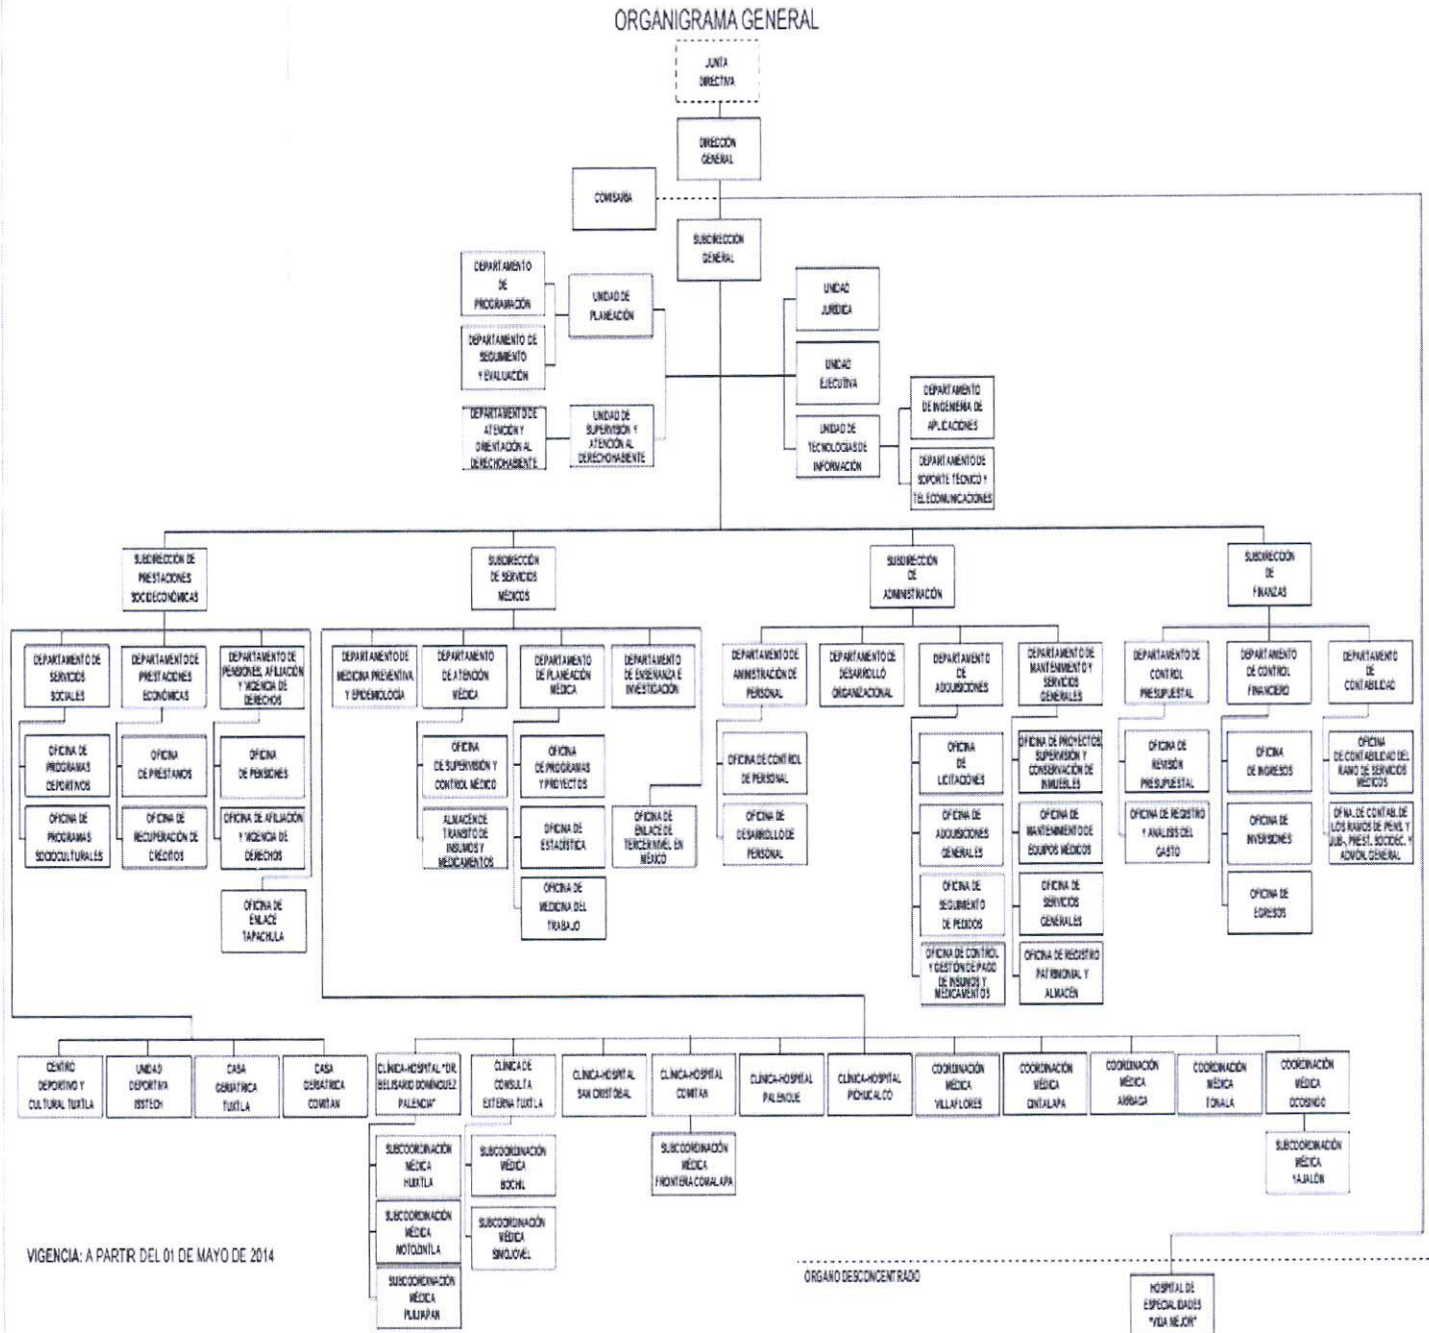 ORGANIGRAMA GENERAL
JUNTA
DIRECTIVA
DIRECCIÓN
GENERAL
COMISARÍA
SUBDIRECCIÓN
GENERAL
DEPARTAMENTO
DE
PROGRAMACIÓN
UNIDAD DE
PLANEACIÓN
DEPARTAMENTO DE
SEGUIMIENTO
Y EVALUACIÓN
DEPARTAMENTO DE
ATENCIÓN Y
ORIENTACIÓN AL
DERECHOHABIENTE
UNIDAD DE
SUPERVISIÓN Y
ATENCIÓN AL
DERECHOHABIENTE
UNIDAD
JURÍDICA
UNIDAD
EJECUTIVA
UNIDAD DE
TECNOLOGÍAS DE
INFORMACIÓN
DEPARTAMENTO
DE INGENIERÍA DE
APLICACIONES
DEPARTAMENTO DE
SOPORTE TÉCNICO Y
TELECOMUNICACIONES
SUBDIRECCIÓN DE
PRESTACIONES
SOCIOECONÓMICAS
SUBDIRECCIÓN
DE SERVICIOS
MÉDICOS
SUBDIRECCIÓN
DE
ADMINISTRACIÓN
SUBDIRECCIÓN
DE
FINANZAS
DEPARTAMENTO DE
SERVICIOS
SOCIALES
DEPARTAMENTO DE
PRESTACIONES
ECONÓMICAS
DEPARTAMENTO DE
PENSIONES, AFILIACIÓN
Y VIGENCIA DE
DERECHOS
DEPARTAMENTO DE
MEDICINA PREVENTIVA
Y EPIDEMIOLOGÍA
DEPARTAMENTO
DE ATENCIÓN
MÉDICA
DEPARTAMENTO
DE PLANEACIÓN
MÉDICA
DEPARTAMENTO
DE ENSEÑANZA E
INVESTIGACIÓN
DEPARTAMENTO DE
AMINISTRACIÓN DE
PERSONAL
DEPARTAMENTO DE
DESARROLLO
ORGANIZACIONAL
DEPARTAMENTO
DE
ADQUISICIONES
DEPARTAMENTO DE
MANTENIMIENTO Y
SERVICIOS
GENERALES
DEPARTAMENTO DE
CONTROL
PRESUPUESTAL
DEPARTAMENTO
DE CONTROL
FINANCIERO
DEPARTAMENTO
DE
CONTABILIDAD
OFICINA DE
PROGRAMAS
DEPORTIVOS
OFICINA
DE PRÉSTAMOS
OFICINA
DE PENSIONES
OFICINA
DE SUPERVISIÓN Y
CONTROL MÉDICO
OFICINA
DE PROGRAMAS
Y PROYECTOS
OFICINA DE CONTROL
DE PERSONAL
OFICINA
DE
LICITACIONES
OFICINA DE PROYECTOS,
SUPERVISIÓN Y
CONSERVACIÓN DE
INMUEBLES
OFICINA DE
REVISIÓN
PRESUPUESTAL
OFICINA
DE INGRESOS
OFICINA
DE CONTABILIDAD DEL
RAMO DE SERVICIOS
MÉDICOS
OFICINA DE
PROGRAMAS
SOCIOCULTURALES
OFICINA DE
RECUPERACIÓN DE
CRÉDITOS
OFICINA DE AFILIACIÓN
Y VIGENCIA DE
DERECHOS
ALMACÉN DE
TRÁNSITO DE
INSUMOS Y
MEDICAMENTOS
OFICINA DE
ESTADÍSTICA
OFICINA DE
ENLACE DE
TERCER NIVEL EN
MÉXICO
OFICINA DE
DESARROLLO DE
PERSONAL
OFICINA DE
ADQUISICIONES
GENERALES
OFICINA DE
MANTENIMIENTO DE
EQUIPOS MÉDICOS
OFICINA DE REGISTRO
Y ANÁLISIS DEL
GASTO
OFICINA DE
INVERSIONES
OFNA. DE CONTAB. DE
LOS RAMOS DE PENS. Y
JUB., PREST. SOCIOEC. Y
ADMÓN. GENERAL
OFICINA DE
ENLACE
TAPACHULA
OFICINA DE
MEDICINA DEL
TRABAJO
OFICINA DE
SEGUIMIENTO
DE PEDIDOS
OFICINA DE
SERVICIOS
GENERALES
OFICINA DE
EGRESOS
OFICINA DE CONTROL
Y GESTIÓN DE PAGO
DE INSUMOS Y
MEDICAMENTOS
OFICINA DE REGISTRO
PATRIMONIAL Y
ALMACÉN
CENTRO
DEPORTIVO Y
CULTURAL TUXTLA
UNIDAD
DEPORTIVA
ISSTECH
CASA
GERIATRICA
TUXTLA
CASA
GERIATRICA
COMITÁN
CLÍNICA-HOSPITAL "DR.
BELISARIO DOMÍNGUEZ
PALENCIA"
CLÍNICA DE
CONSULTA
EXTERNA TUXTLA
CLÍNICA-HOSPITAL
SAN CRISTÓBAL
CLÍNICA-HOSPITAL
COMITÁN
CLÍNICA-HOSPITAL
PALENQUE
CLÍNICA-HOSPITAL
PICHUCALCO
COORDINACIÓN
MÉDICA
VILLAFLORES
COORDINACIÓN
MÉDICA
CINTALAPA
COORDINACIÓN
MÉDICA
ARRIAGA
COORDINACIÓN
MÉDICA
TONALA
COORDINACIÓN
MÉDICA
OCOSINGO
SUBCOORDINACIÓN
MÉDICA
HUIXTLA
SUBCOORDINACIÓN
MÉDICA
BOCHIL
SUBCOORDINACIÓN
MÉDICA
FRONTERA COMALAPA
SUBCOORDINACIÓN
MÉDICA
YAJALÓN
SUBCOORDINACIÓN
MÉDICA
MOTOZINTLA
SUBCOORDINACIÓN
MÉDICA
SIMOJOVEL
SUBCOORDINACIÓN
MÉDICA
PIJIJIAPAN
VIGENCIA: A PARTIR DEL 01 DE MAYO DE 2014
ORGANO DESCONCENTRADO
HOSPITAL DE
ESPECIALIDADES
"VIDA MEJOR"